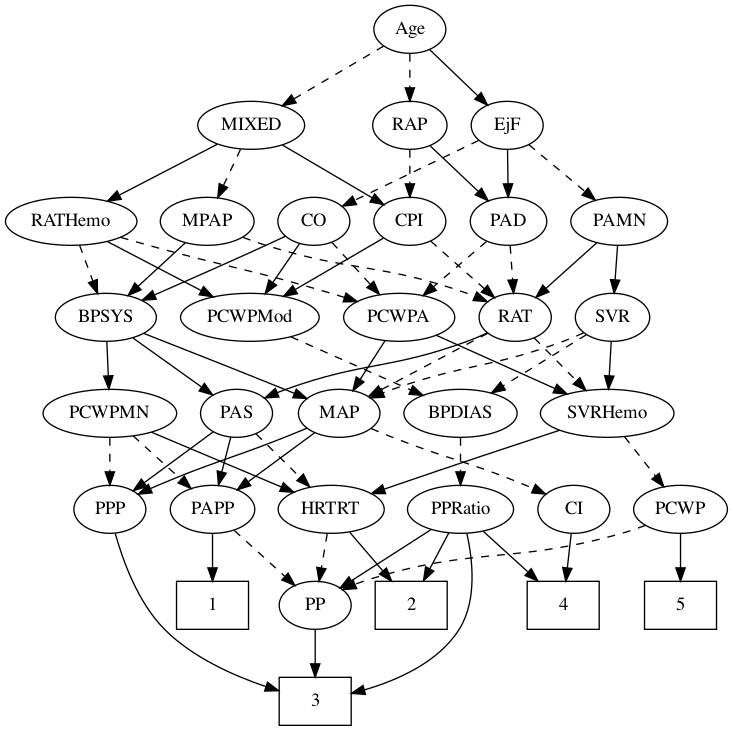 Age
MIXED
RAP
EjF
RATHemo
MPAP
CO
CPI
PAD
PAMN
BPSYS
PCWPMod
PCWPA
RAT
SVR
PCWPMN
PAS
MAP
BPDIAS
SVRHemo
PPP
PAPP
HRTRT
PPRatio
CI
PCWP
1
PP
2
4
5
3